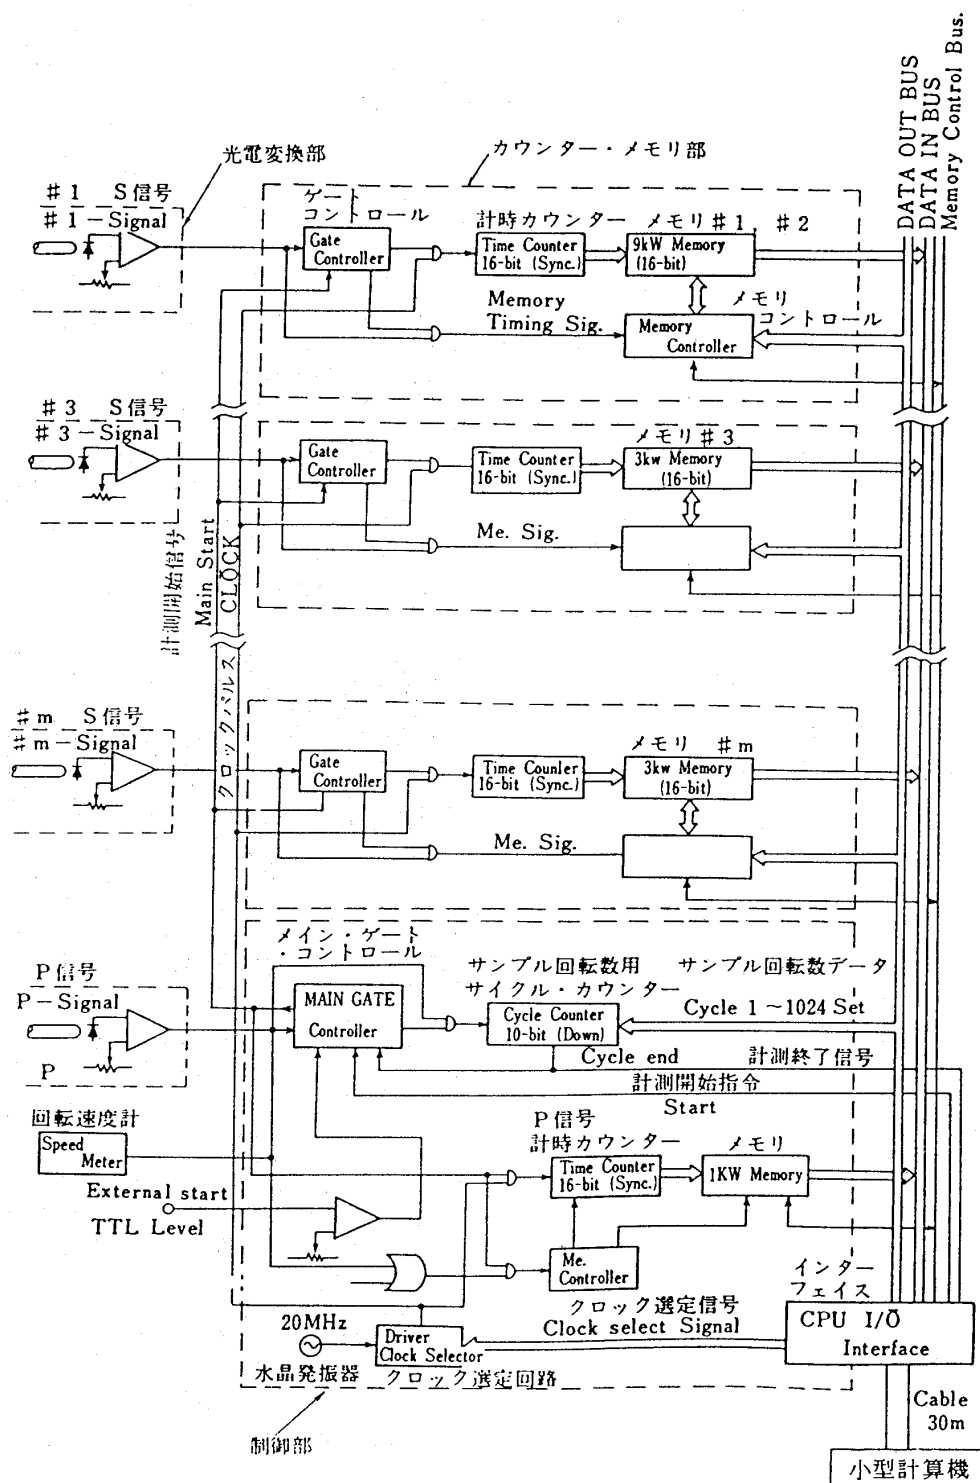 DATA OUT BUS
DATA IN BUS
Memory Control Bus.
光電変換部
カウンター・メモリ部
#1 S信号
#1-Signal
ゲート
コントロール
Gate
Controller
計時カウンター
Time Counter
16-bit (Sync.)
メモリ#1, #2
9kW Memory
(16-bit)
Memory
Timing Sig.
メモリ
コントロール
Memory
Controller
#3 S信号
#3-Signal
Gate
Controller
Time Counter
16-bit (Sync.)
メモリ#3
3kw Memory
(16-bit)
Me. Sig.
計測開始信号
Main Start
CLOCK
クロックパルス
#m S信号
#m-Signal
Gate
Controller
Time Counler
16-bit (Sync.)
メモリ #m
3kw Memory
(16-bit)
Me. Sig.
メイン・ゲート
・コントロール
MAIN GATE
Controller
P信号
P-Signal
P
サンプル回転数用
サイクル・カウンター
Cycle Counter
10-bit (Down)
サンプル回転数データ
Cycle 1~1024 Set
Cycle end
計測終了信号
計測開始指令
Start
回転速度計
Speed
Meter
P信号
計時カウンター
Time Counter
16-bit (Sync.)
メモリ
1KW Memory
External start
TTL Level
Me.
Controller
インター
フェイス
CPU I/O
Interface
クロック選定信号
Clock select Signal
20MHz
水晶発振器
Driver
Clock Selector
クロック選定回路
制御部
Cable
30m
小型計算機